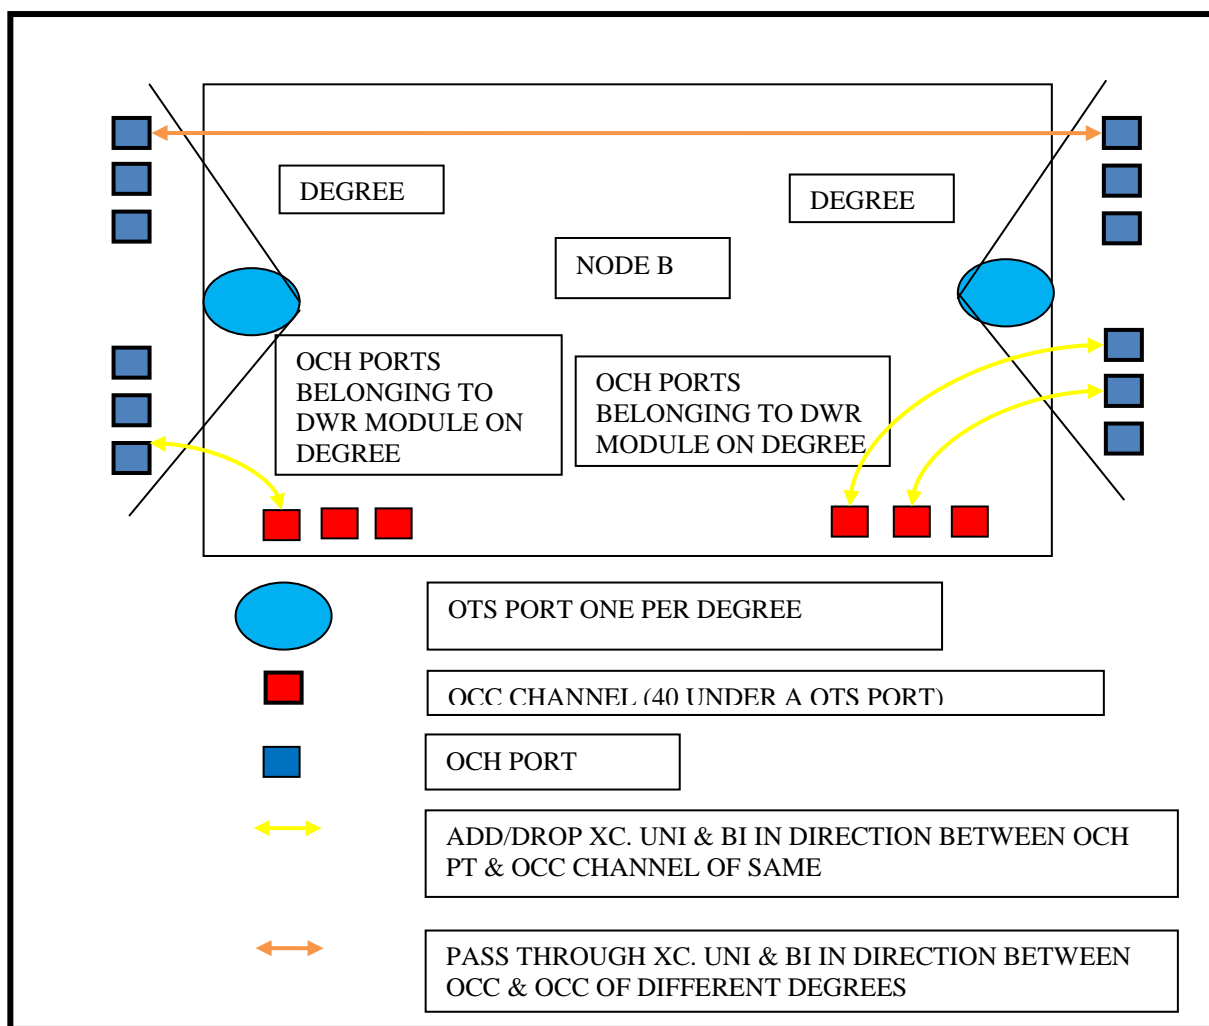 DEGREE
DEGREE
NODE B
OCH PORTS
BELONGING TO
DWR MODULE ON
DEGREE
OCH PORTS
BELONGING TO DWR
MODULE ON DEGREE
OTS PORT ONE PER DEGREE
OCC CHANNEL (40 UNDER A OTS PORT)
OCH PORT
ADD/DROP XC. UNI & BI IN DIRECTION BETWEEN OCH
PT & OCC CHANNEL OF SAME
PASS THROUGH XC. UNI & BI IN DIRECTION BETWEEN
OCC & OCC OF DIFFERENT DEGREES